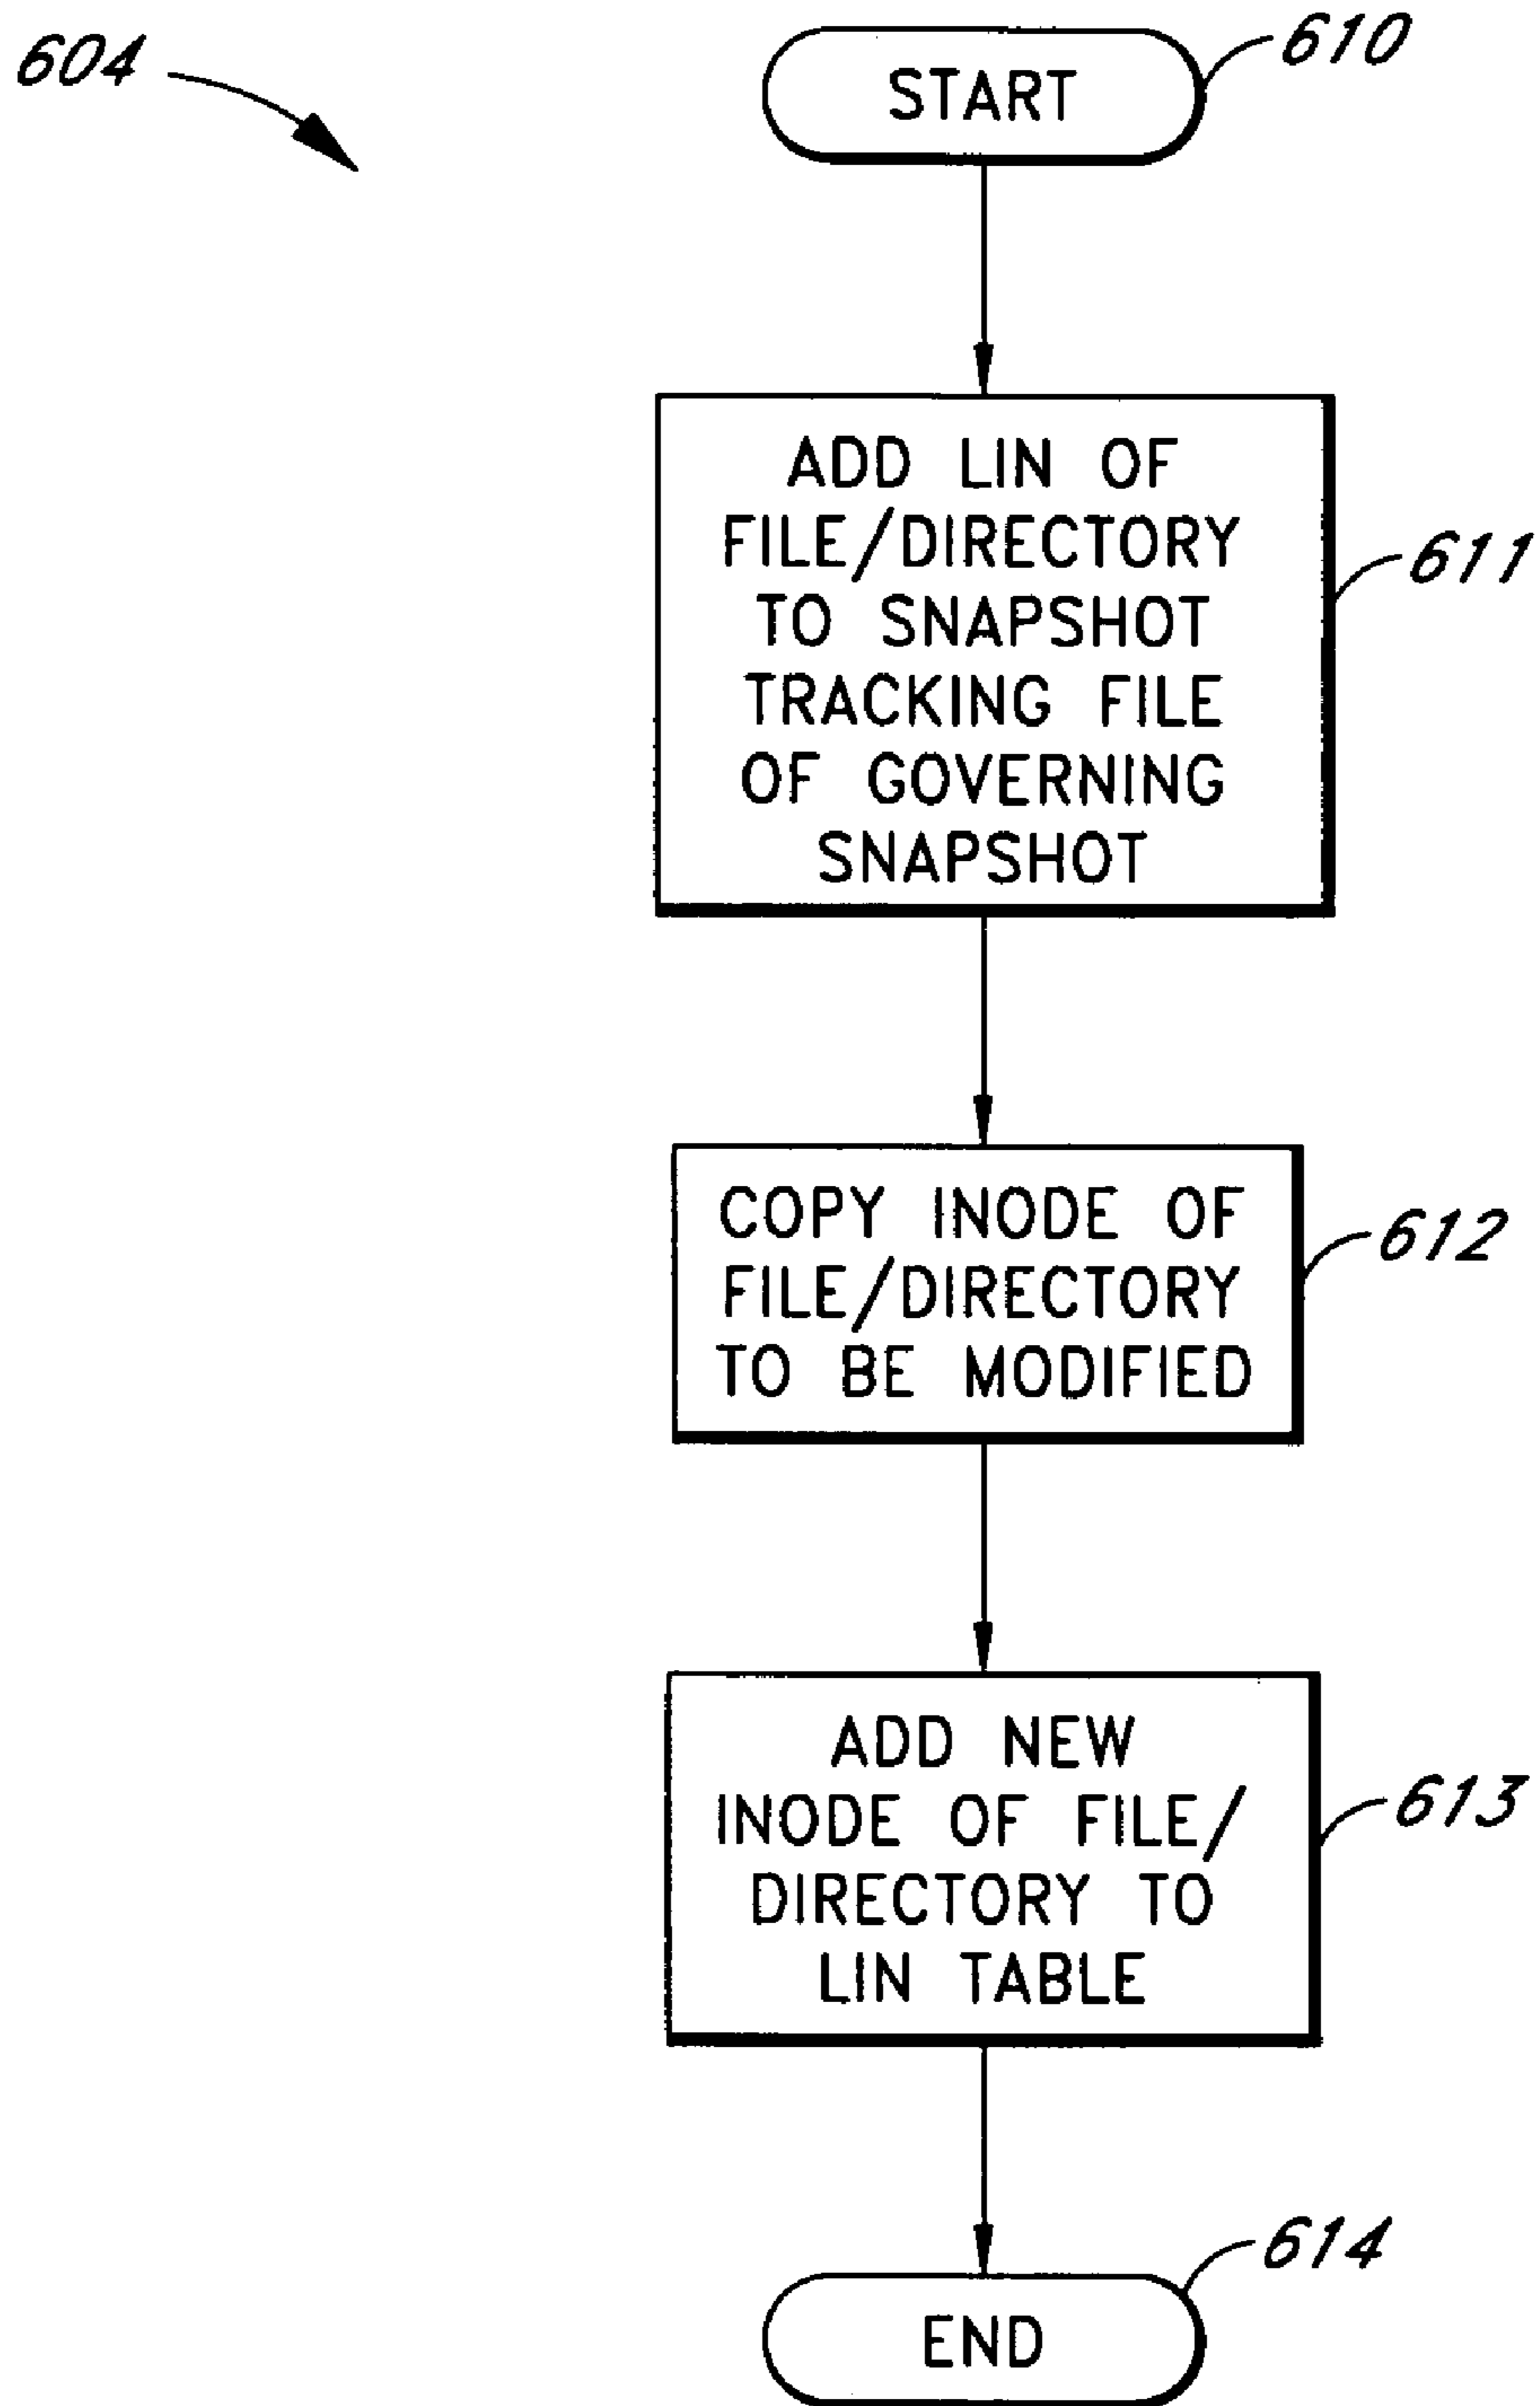 604
610
START
ADD LIN OF
FILE/DIRECTORY
TO SNAPSHOT
TRACKING FILE
OF GOVERNING
SNAPSHOT
611
COPY INODE OF
FILE/DIRECTORY
TO BE MODIFIED
612
ADD NEW
INODE OF FILE/
DIRECTORY TO
LIN TABLE
613
614
END